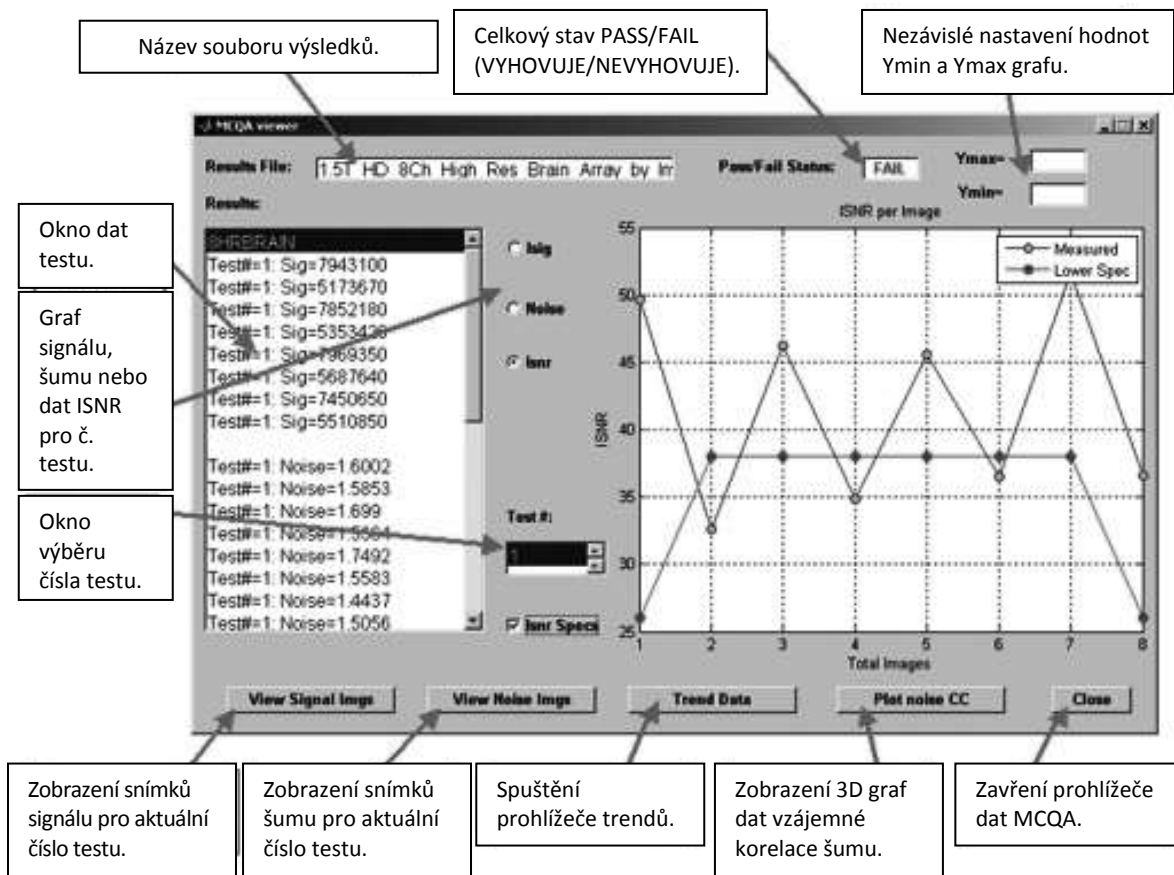 Název souboru výsledků.
Celkový stav PASS/FAIL
(VYHOVUJE/NEVYHOVUJE).
Nezávislé nastavení hodnot
Ymin a Ymax grafu.
MCQA viewer
Results File:
1.5T HD 8Ch High Res Brain Array by
Pass/Fail Status:
FAIL
Ymax=
Ymin=
Results:
Okno dat
testu.
Graf
signálu,
šumu nebo
dat ISNR
pro č.
testu.
Okno
výběru
čísla testu.
Test#=1: Sig=7943100
Test#=1: Sig=5173670
Test#=1: Sig=7852180
Test#=1:
Test#=1:
Test#=1: Sig=5687640
Test#=1: Sig=7450650
Test#=1: Sig=5510850
Test#=1: Noise=1.6002
Test#=1: Noise=1.5853
Test#=1: Noise=1.699
Test#=1:
Test#=1: Noise=1.7492
Test#=1: Noise=1.5583
Test#=1: Noise=1.4437
Test#=1: Noise=1.5056
Isig
Noise
Isnr
Test #:
1
Isnr Specs
ISNR per Image
Measured
Lower Spec
55
50
45
40
35
30
25
ISNR
1 2 3 4 5 6 7 8
Total Images
View Signal Imgs
View Noise Imgs
Trend Data
Plot noise CC
Close
Zobrazení snímků
signálu pro aktuální
číslo testu.
Zobrazení snímků
šumu pro aktuální
číslo testu.
Spuštění
prohlížeče trendů.
Zobrazení 3D graf
dat vzájemné
korelace šumu.
Zavření prohlížeče
dat MCQA.